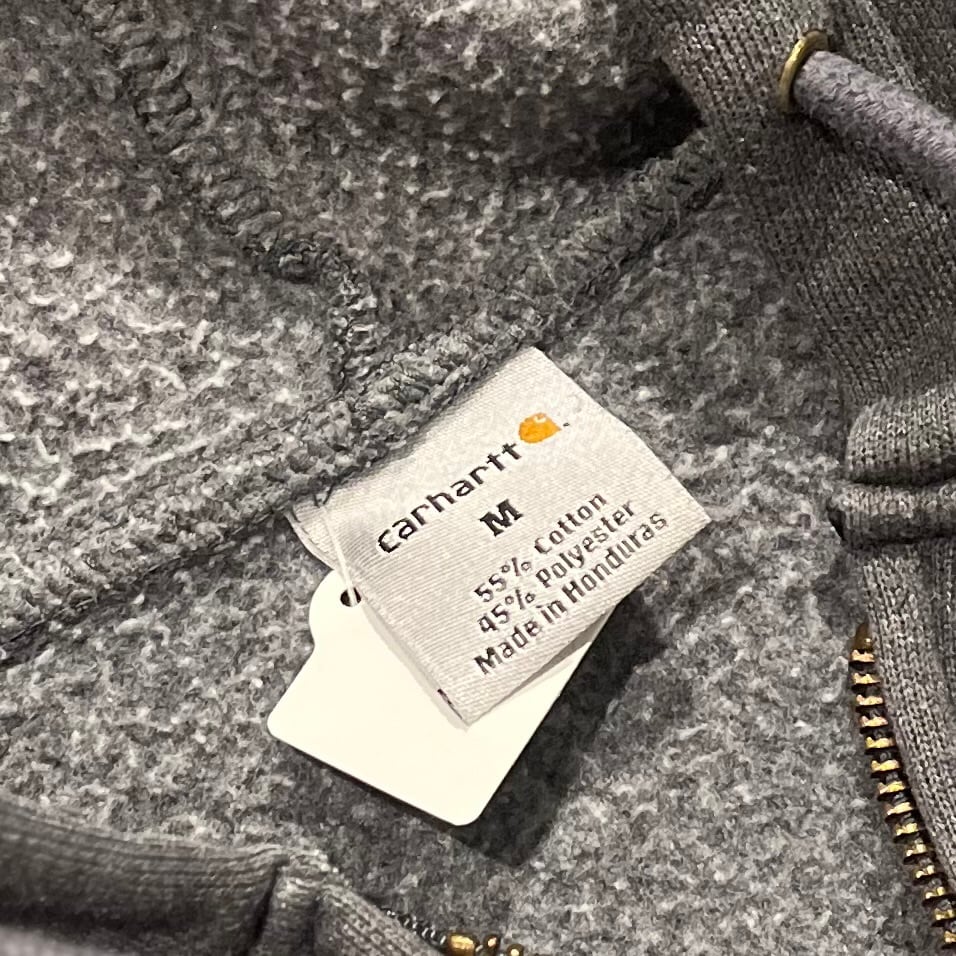 carhartt
M
55% Cotton
45% Polyester
Made in Honduras